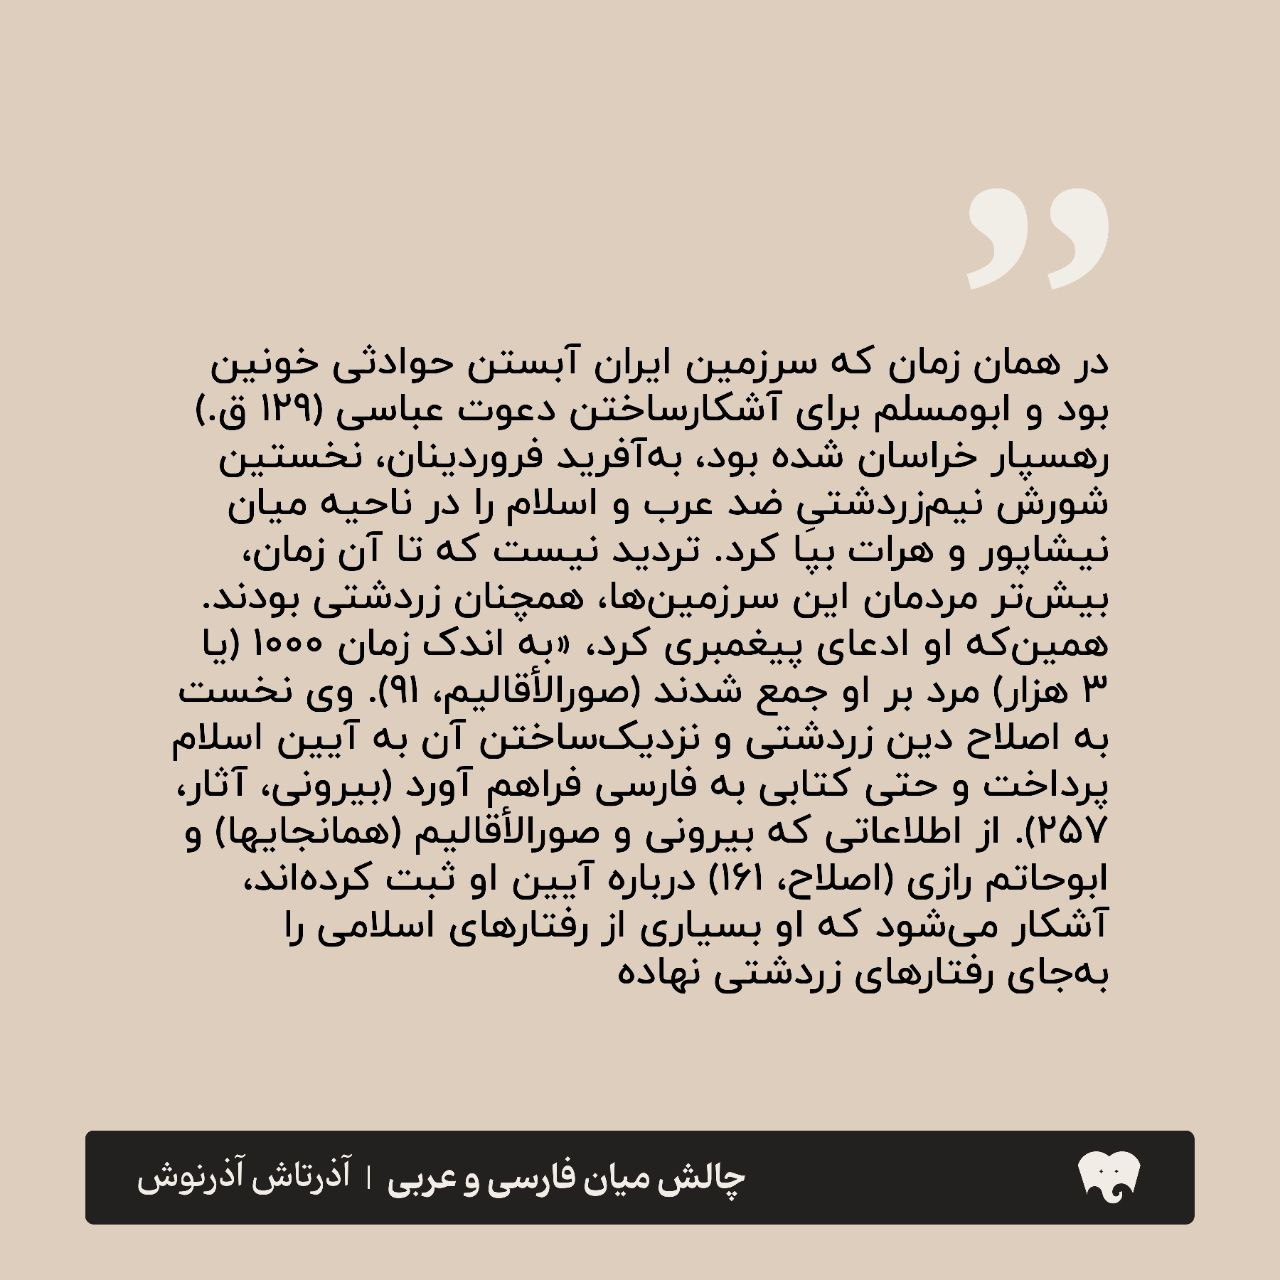 ”
در همان زمان که سرزمین ایران آبستن حوادثی خونین
بود و ابومسلم برای آشکارساختن دعوت عباسی (۱۲۹ ق.)
رهسپار خراسان شده بود، به‌آفرید فروردینان، نخستین
شورش نیم‌زردشتیِ ضد عرب و اسلام را در ناحیه میان
نیشاپور و هرات بپا کرد. تردید نیست که تا آن زمان،
بیش‌تر مردمان این سرزمین‌ها، همچنان زردشتی بودند.
همین‌که او ادعای پیغمبری کرد، «به اندک زمان ۱۰۰۰ (یا
۳ هزار) مرد بر او جمع شدند (صورالأقالیم، ۹۱). وی نخست
به اصلاح دین زردشتی و نزدیک‌ساختن آن به آیین اسلام
پرداخت و حتی کتابی به فارسی فراهم آورد (بیرونی، آثار،
۲۵۷). از اطلاعاتی که بیرونی و صورالأقالیم (همانجایها) و
ابوحاتم رازی (اصلاح، ۱۶۱) درباره آیین او ثبت کرده‌اند،
آشکار می‌شود که او بسیاری از رفتارهای اسلامی را
به‌جای رفتارهای زردشتی نهاده
چالش میان فارسی و عربی | آذرتاش آذرنوش